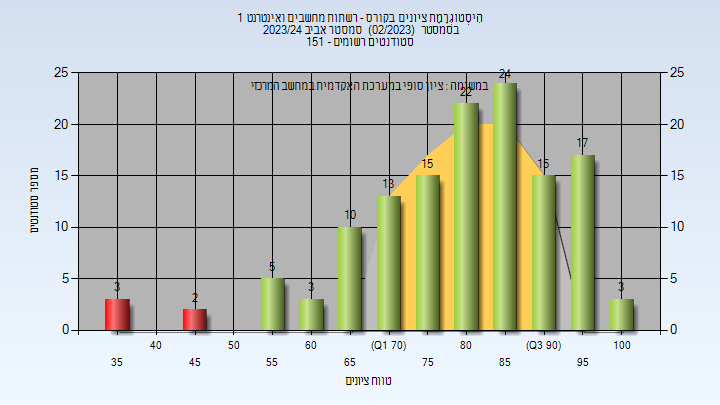 היסטוגרמת ציונים בקורס - רשתות מחשבים ואינטרנט 1
בסמסטר (02/2023) סמסטר אביב 2023/24
סטודנטים רשומים - 151
במשימה : ציון סופי במערכת האקדמית במחשב המרכזי
מספר סטודנטים
25 25
20 20
15 15
10 10
5 5
0 0
3 2 5 3 10 13 15 22 24 15 17 3
40 50 60 (Q1 70) 80 (Q3 90) 100
35 45 55 65 75 85 95
טווח ציונים